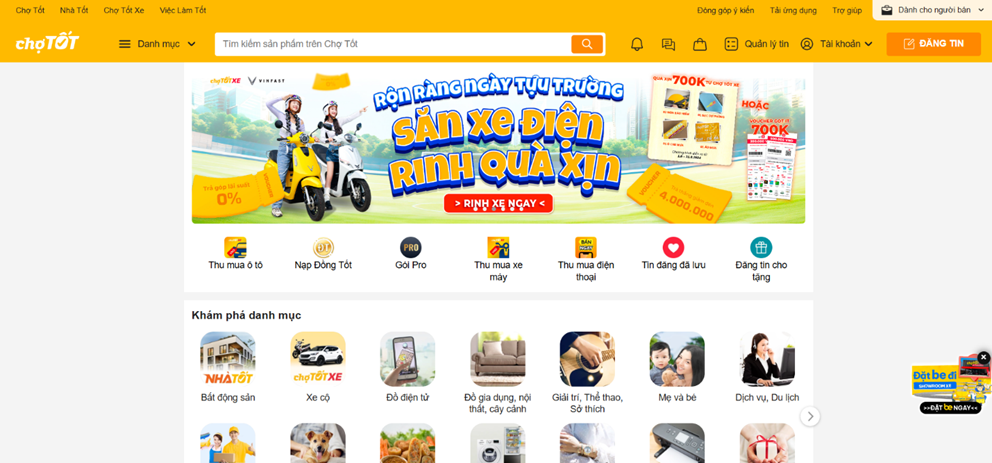 Chợ Tốt Nhà Tốt Chợ Tốt Xe Việc Làm Tốt Đóng góp ý kiến Tải ứng dụng Trợ giúp Dành cho người bán
chợTỐT Danh mục Tìm kiếm sản phẩm trên Chợ Tốt Quản lý tin Tài khoản ĐĂNG TIN
chợTỐTXE VINFAST
RỘN RÀNG NGÀY TỰU TRƯỜNG
SĂN XE ĐIỆN
RINH QUÀ XỊN
> RINH XE NGAY <
Trả góp lãi suất
0%
700K
HOẶC
700K
VOUCHER
4.000.000
Thu mua ô tô
Nạp Đồng Tốt
PRO
Gói Pro
Thu mua xe
máy
BÁN
NGAY
Thu mua điện
thoại
Tin đăng đã lưu
Đăng tin cho
tặng
Khám phá danh mục
NHÀTỐT
Bất động sản
chợTỐTXE
Xe cộ
Đồ điện tử
Đồ gia dụng, nội
thất, cây cảnh
Giải trí, Thể thao,
Sở thích
Mẹ và bé
Dịch vụ, Du lịch
Đặt be đi
>>ĐẶT be NGAY<<